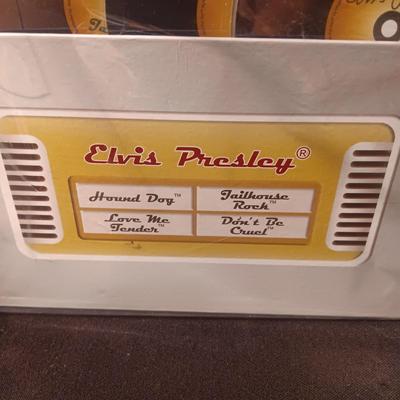 Elvis Presley®
Hound Dog™
Jailhouse
Rock™
Love Me
Tender™
Don't Be
Cruel™